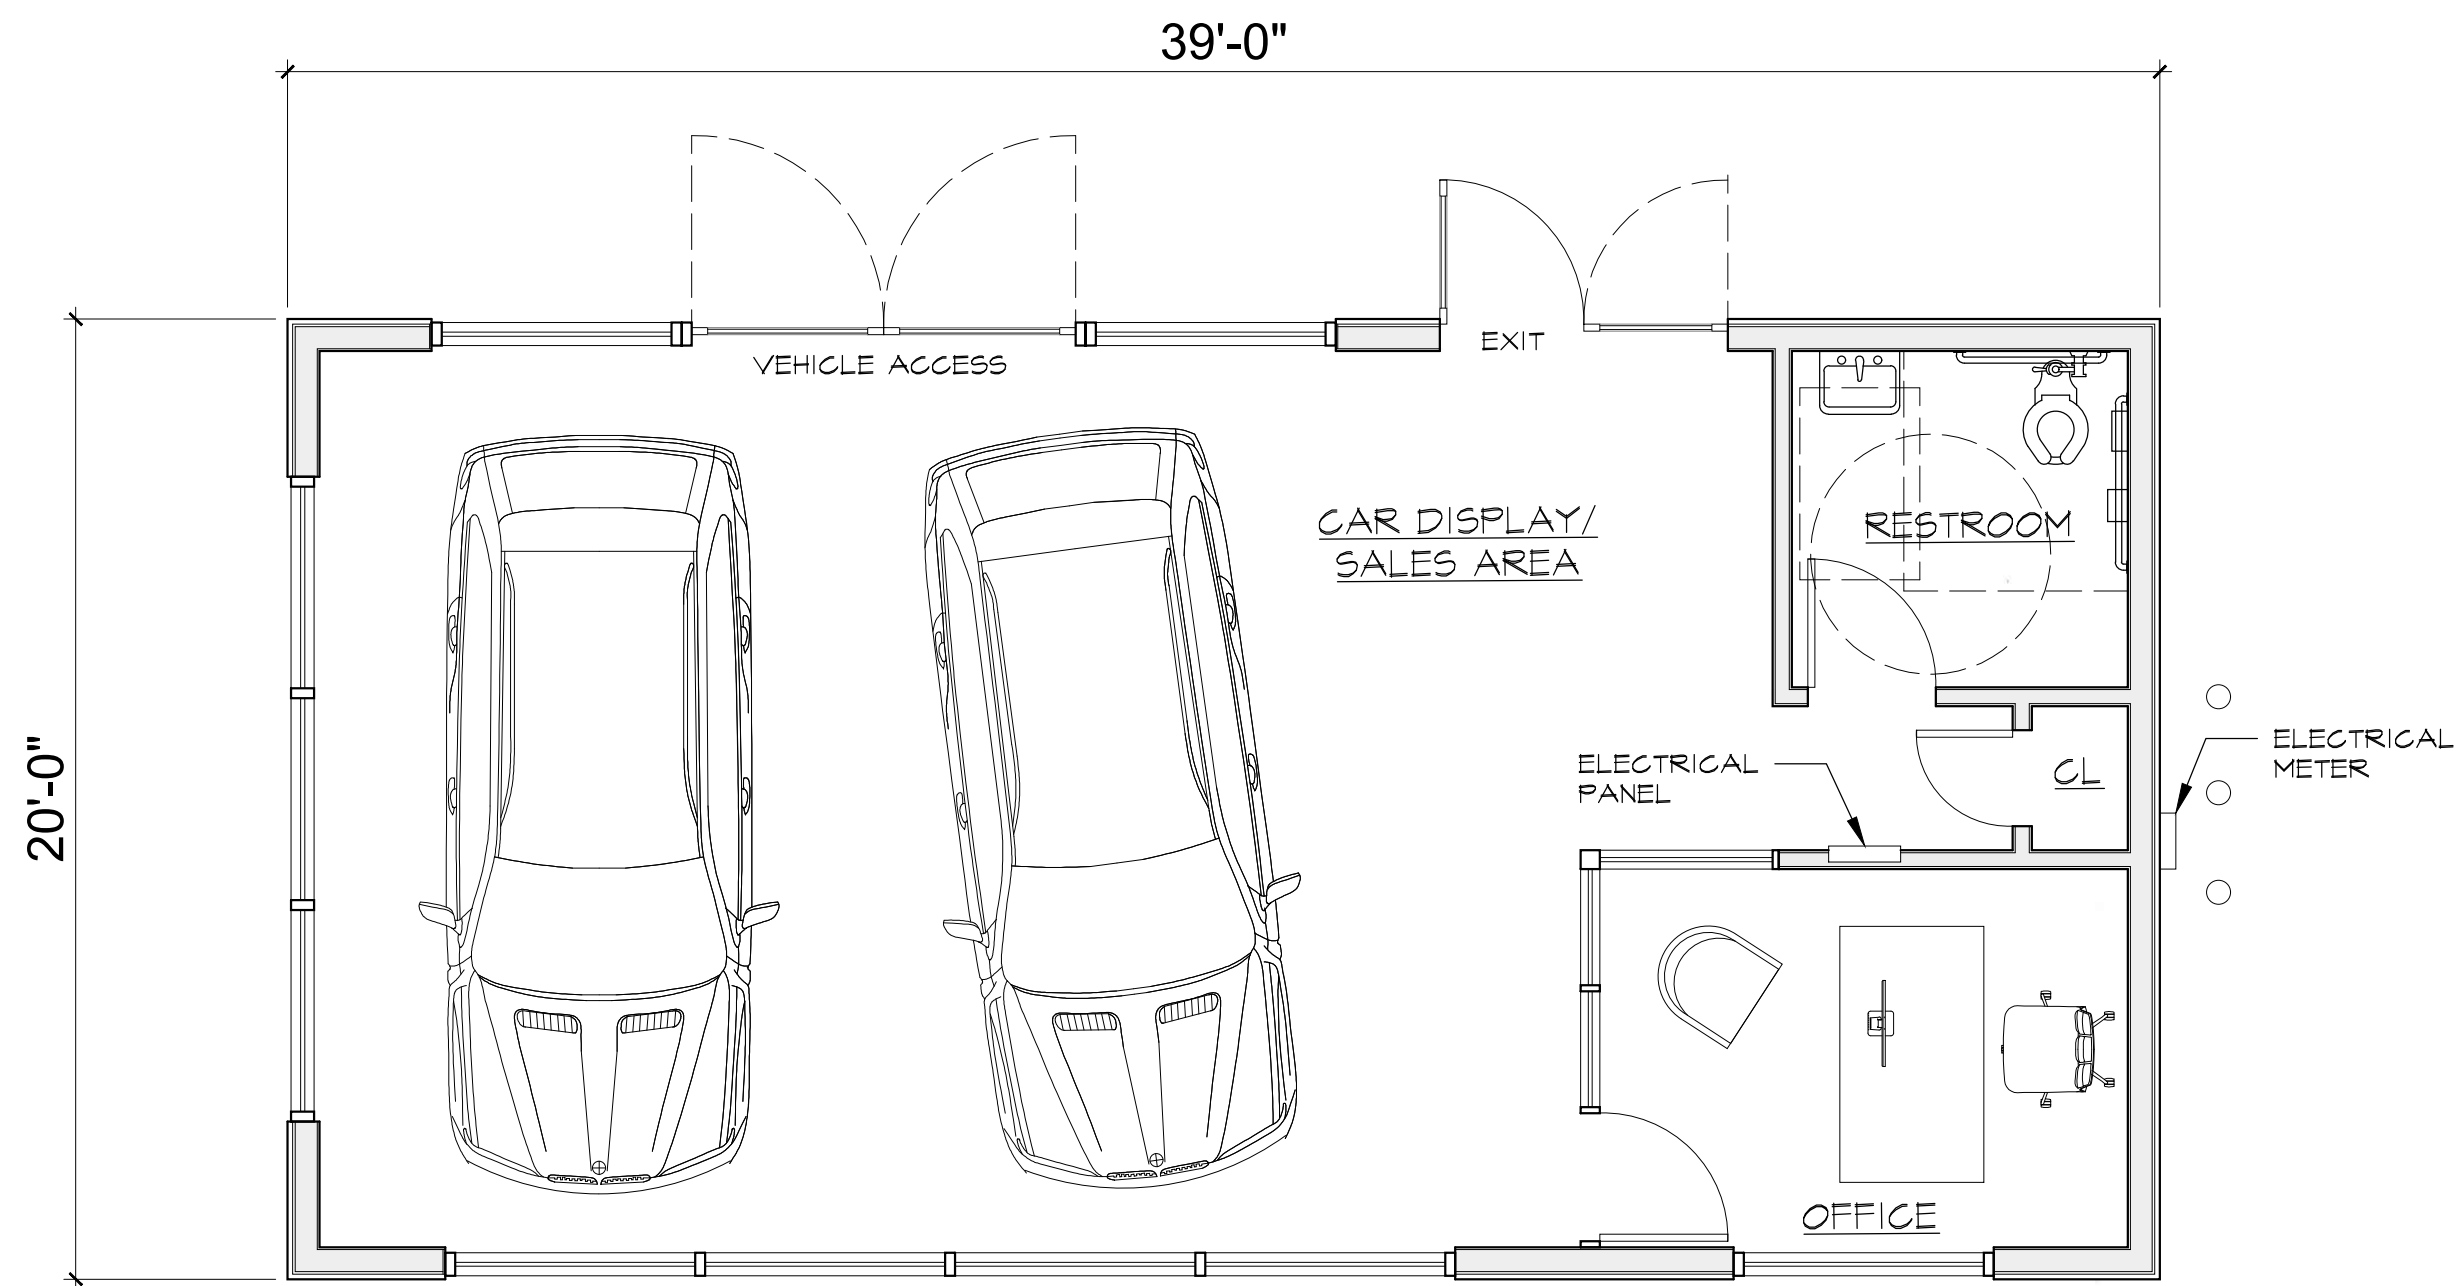 39'-0"
EXIT
VEHICLE ACCESS
CAR DISPLAY/
SALES AREA
RESTROOM
20'-0"
ELECTRICAL
PANEL
CL
ELECTRICAL
METER
OFFICE